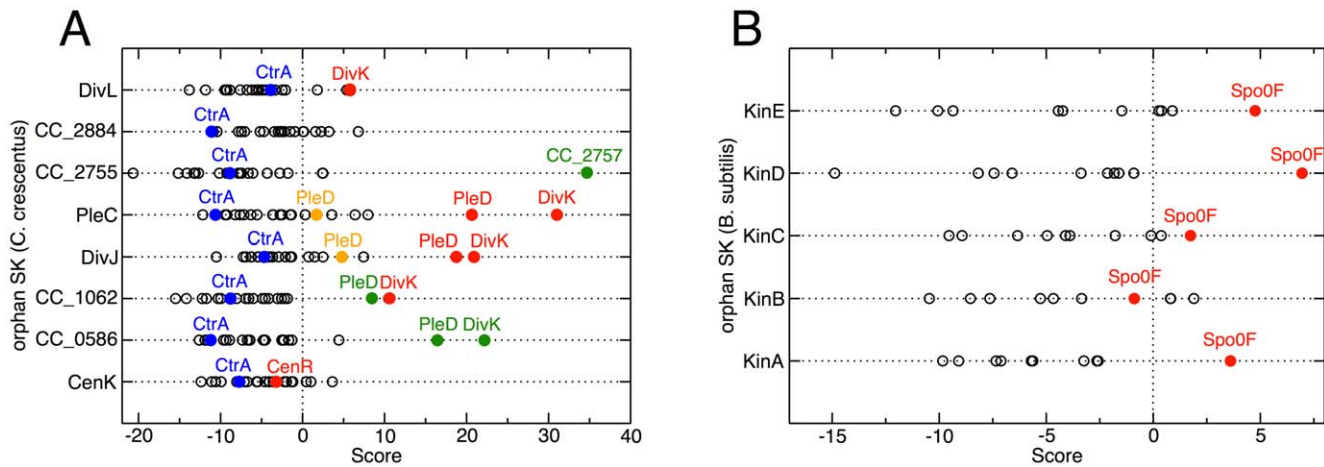 A
orphan SK (C. crescentus)
DivL
CtrA
DivK
CC_2884
CtrA
CC_2755
CtrA
CC_2757
PleC
CtrA
PleD
PleD
DivK
DivJ
CtrA
PleD
PleD
DivK
CC_1062
CtrA
PleD
DivK
CC_0586
CtrA
PleD
DivK
CenK
CtrA
CenR
-20
-10
0
10
20
30
40
Score
B
orphan SK (B. subtilis)
KinE
Spo0F
KinD
Spo0F
KinC
Spo0F
KinB
Spo0F
KinA
Spo0F
-15
-10
-5
0
5
Score